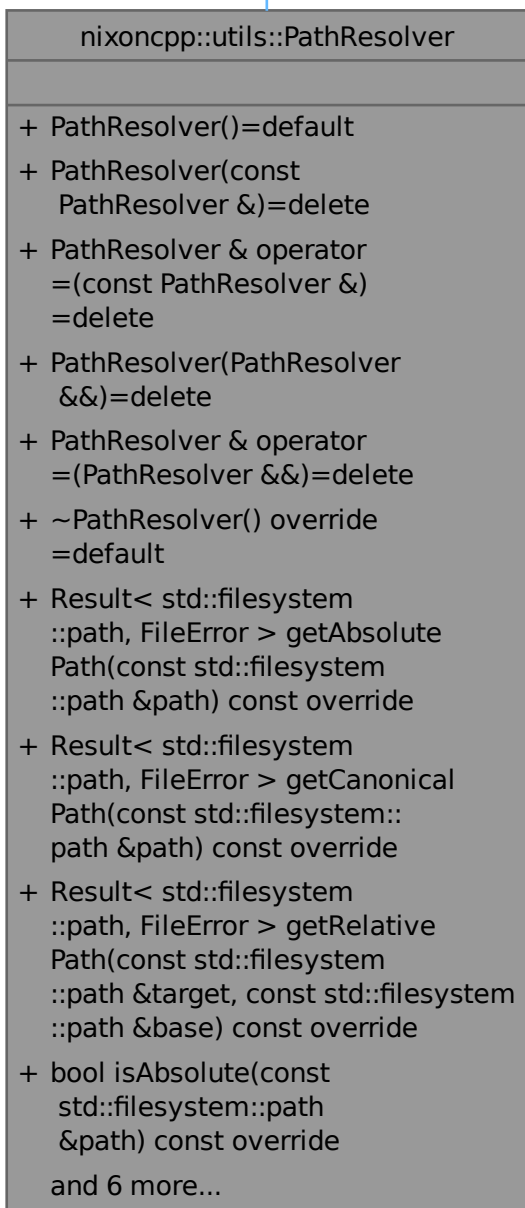 nixoncpp::utils::PathResolver
+ PathResolver()=default
+ PathResolver(const
PathResolver &)=delete
+ PathResolver & operator
=(const PathResolver &)
=delete
+ PathResolver(PathResolver
&&)=delete
+ PathResolver & operator
=(PathResolver &&)=delete
+ ~PathResolver() override
=default
+ Result< std::filesystem
::path, FileError > getAbsolute
Path(const std::filesystem
::path &path) const override
+ Result< std::filesystem
::path, FileError > getCanonical
Path(const std::filesystem::
path &path) const override
+ Result< std::filesystem
::path, FileError > getRelative
Path(const std::filesystem
::path &target, const std::filesystem
::path &base) const override
+ bool isAbsolute(const
std::filesystem::path
&path) const override
and 6 more...